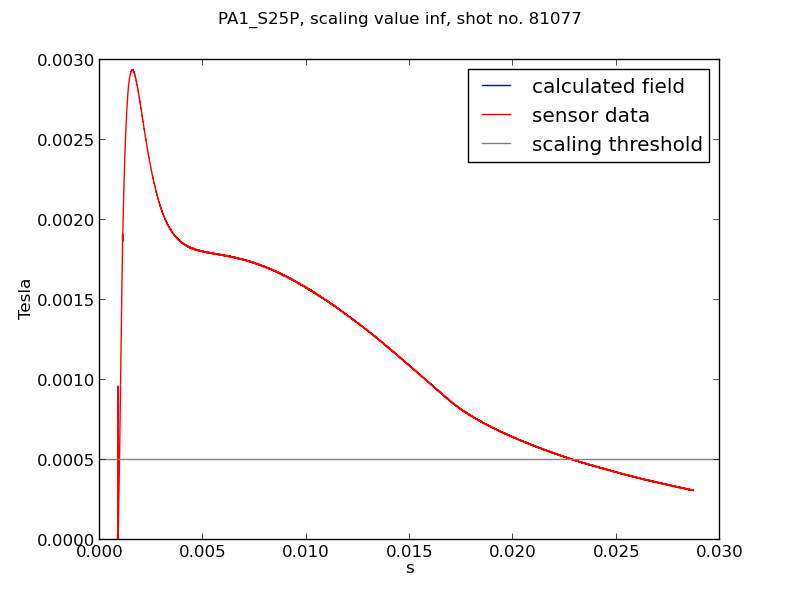 PA1_S25P, scaling value inf, shot no. 81077
0.0030
0.0025
0.0020
0.0015
0.0010
0.0005
0.0000
Tesla
calculated field
sensor data
scaling threshold
0.000 0.005 0.010 0.015 0.020 0.025 0.030
s